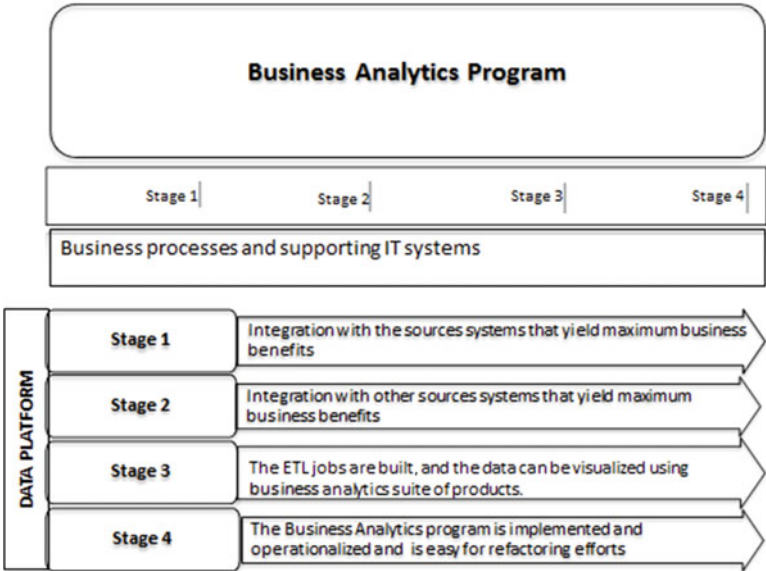 Business Analytics Program
Stage 1 Stage 2 Stage 3 Stage 4
Business processes and supporting IT systems
DATA PLATFORM
Stage 1
Integration with the sources systems that yield maximum business
benefits
Stage 2
Integration with other sources systems that yield maximum
business benefits
Stage 3
The ETL jobs are built, and the data can be visualized using
business analytics suite of products.
Stage 4
The Business Analytics program is implemented and
operationalized and is easy for refactoring efforts